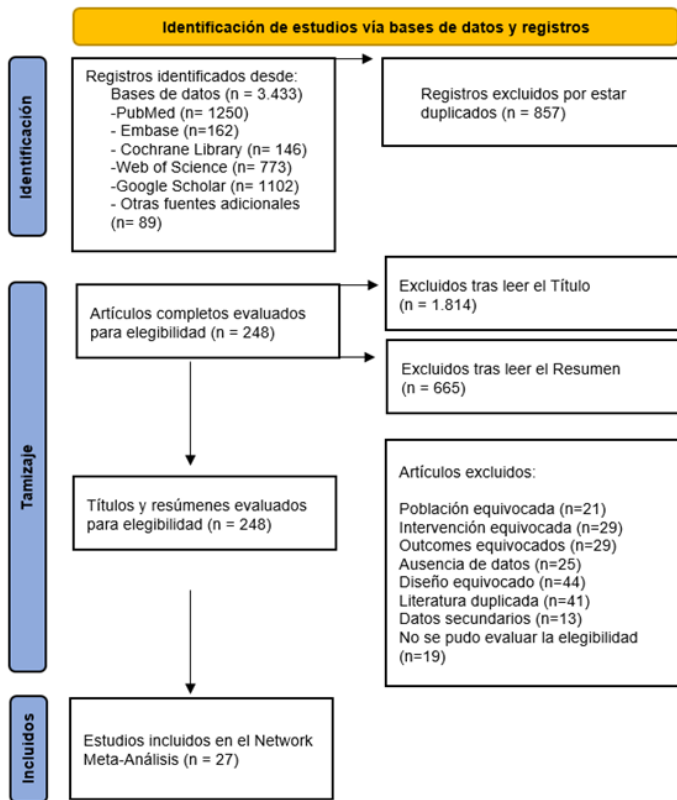 Identificación de estudios vía bases de datos y registros
Identificación
Registros identificados desde:
Bases de datos (n = 3.433)
-PubMed (n= 1250)
- Embase (n=162)
- Cochrane Library (n= 146)
-Web of Science (n= 773)
-Google Scholar (n= 1102)
- Otras fuentes adicionales
(n= 89)
Registros excluidos por estar
duplicados (n = 857)
Tamizaje
Artículos completos evaluados
para elegibilidad (n = 248)
Excluidos tras leer el Título
(n = 1.814)
Excluidos tras leer el Resumen
(n = 665)
Títulos y resúmenes evaluados
para elegibilidad (n = 248)
Artículos excluidos:
Población equivocada (n=21)
Intervención equivocada (n=29)
Outcomes equivocados (n=29)
Ausencia de datos (n=25)
Diseño equivocado (n=44)
Literatura duplicada (n=41)
Datos secundarios (n=13)
No se pudo evaluar la elegibilidad
(n=19)
Incluidos
Estudios incluidos en el Network
Meta-Análisis (n = 27)